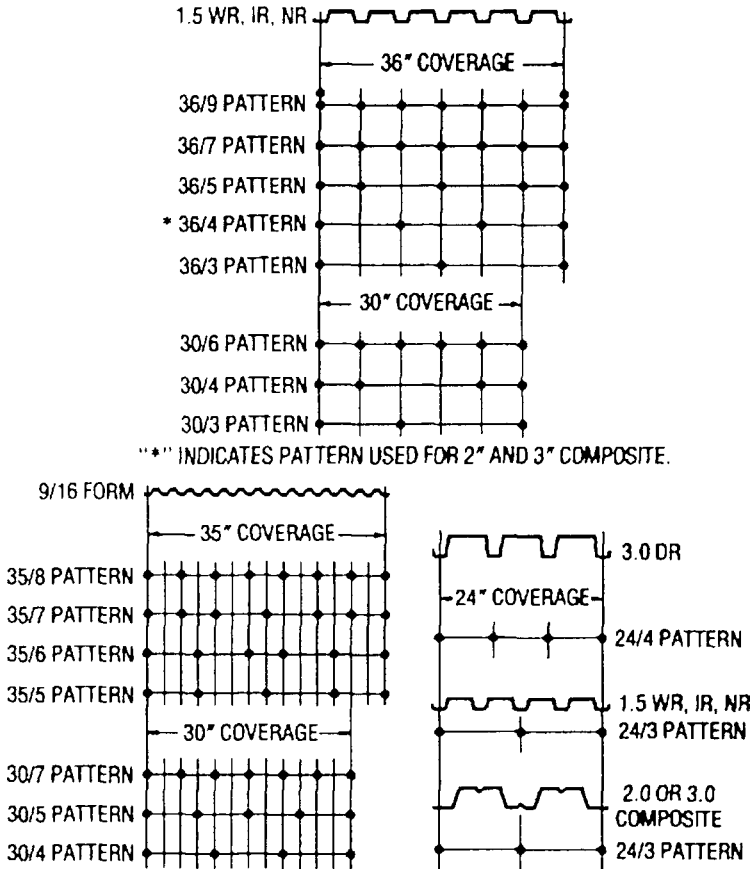 1.5 WR, IR, NR
36" COVERAGE
36/9 PATTERN
36/7 PATTERN
36/5 PATTERN
* 36/4 PATTERN
36/3 PATTERN
30" COVERAGE
30/6 PATTERN
30/4 PATTERN
30/3 PATTERN
"*" INDICATES PATTERN USED FOR 2" AND 3" COMPOSITE.
9/16 FORM
35" COVERAGE
35/8 PATTERN
35/7 PATTERN
35/6 PATTERN
35/5 PATTERN
30" COVERAGE
30/7 PATTERN
30/5 PATTERN
30/4 PATTERN
3.0 DR
24" COVERAGE
24/4 PATTERN
1.5 WR, IR, NR
24/3 PATTERN
2.0 OR 3.0
COMPOSITE
24/3 PATTERN